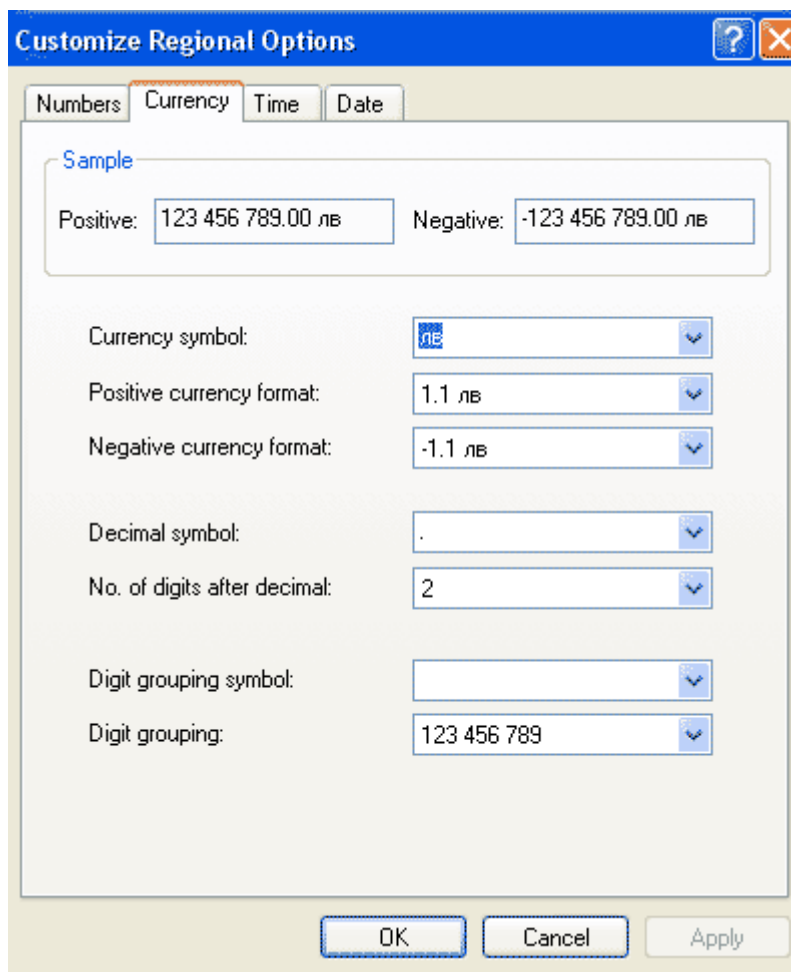 Customize Regional Options
Numbers Currency Time Date
Sample
Positive: 123 456 789.00 лв Negative: -123 456 789.00 лв
Currency symbol: лв
Positive currency format: 1.1 лв
Negative currency format: -1.1 лв
Decimal symbol: .
No. of digits after decimal: 2
Digit grouping symbol:
Digit grouping: 123 456 789
OK Cancel Apply